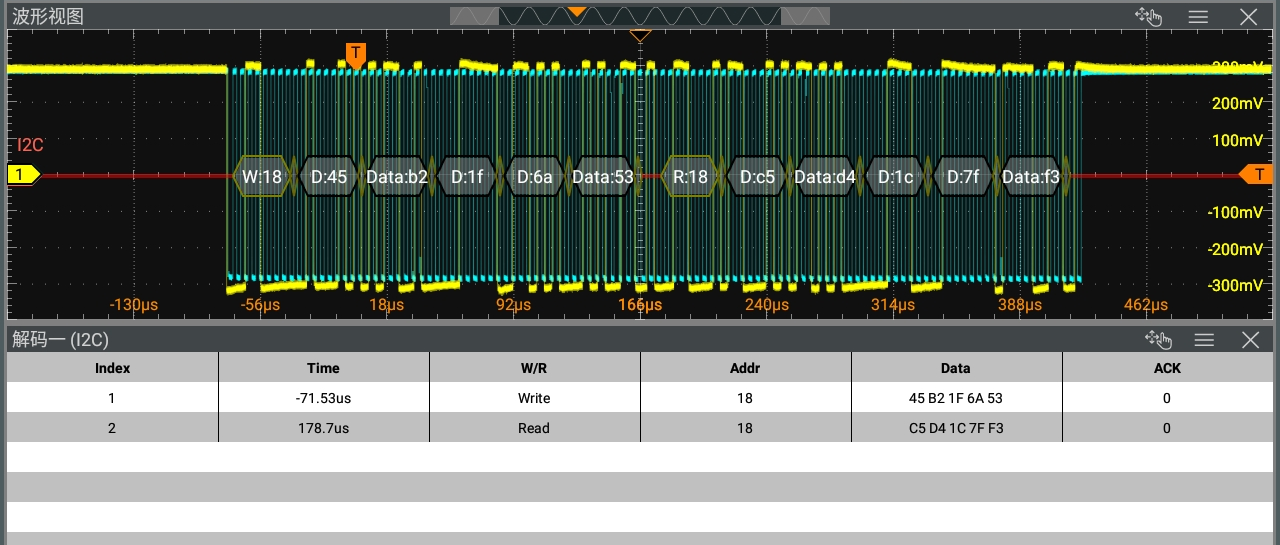 波形视图
T
300mV
200mV
I2C
100mV
1
W:18 D:45 Data:b2 D:1f D:6a Data:53 R:18 D:c5 Data:d4 D:1c D:7f Data:f3
T
-100mV
-200mV
-300mV
-130μs -56μs 18μs 92μs 166μs 240μs 314μs 388μs 462μs
解码一 (I2C)
Index Time W/R Addr Data ACK
1 -71.53us Write 18 45 B2 1F 6A 53 0
2 178.7us Read 18 C5 D4 1C 7F F3 0